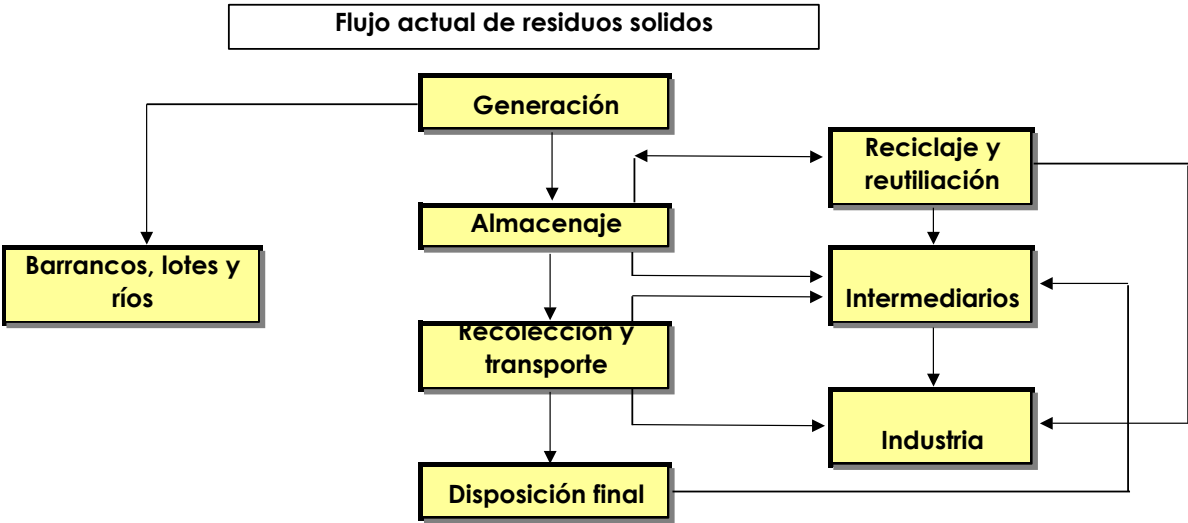 Flujo actual de residuos solidos
Generación
Reciclaje y
reutiliación
Almacenaje
Barrancos, lotes y
ríos
Intermediarios
Recolección y
transporte
Industria
Disposición final